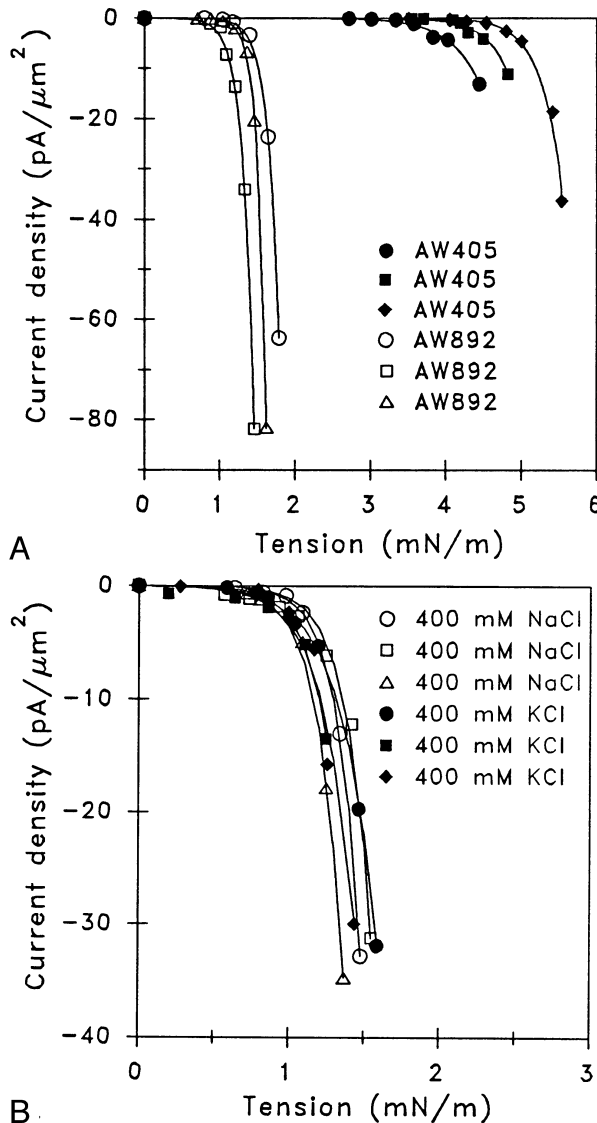 0
-20
-40
-60
-80
Current density (pA/μm²)
AW405
AW405
AW405
AW892
AW892
AW892
0 1 2 3 4 5 6
Tension (mN/m)
A
0
-10
-20
-30
-40
Current density (pA/μm²)
400 mM NaCl
400 mM NaCl
400 mM NaCl
400 mM KCl
400 mM KCl
400 mM KCl
0 1 2 3
Tension (mN/m)
B